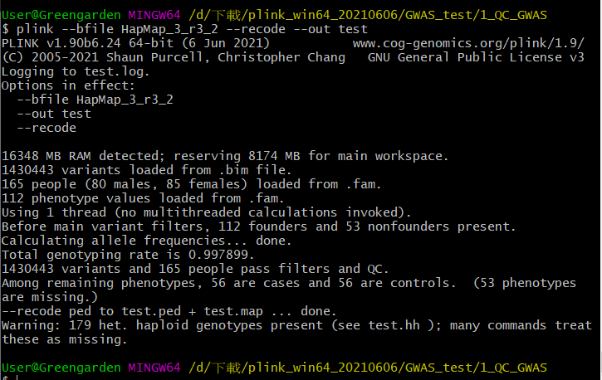 User@Greengarden MINGW64 /d/下載/plink_win64_20210606/GWAS_test/1_QC_GWAS
$ plink --bfile HapMap_3_r3_2 --recode --out test
PLINK v1.90b6.24 64-bit (6 Jun 2021)           www.cog-genomics.org/plink/1.9/
(C) 2005-2021 Shaun Purcell, Christopher Chang   GNU General Public License v3
Logging to test.log.
Options in effect:
  --bfile HapMap_3_r3_2
  --out test
  --recode
16348 MB RAM detected; reserving 8174 MB for main workspace.
1430443 variants loaded from .bim file.
165 people (80 males, 85 females) loaded from .fam.
112 phenotype values loaded from .fam.
Using 1 thread (no multithreaded calculations invoked).
Before main variant filters, 112 founders and 53 nonfounders present.
Calculating allele frequencies... done.
Total genotyping rate is 0.997899.
1430443 variants and 165 people pass filters and QC.
Among remaining phenotypes, 56 are cases and 56 are controls.  (53 phenotypes
are missing.)
--recode ped to test.ped + test.map ... done.
Warning: 179 het. haploid genotypes present (see test.hh ); many commands treat
these as missing.
User@Greengarden MINGW64 /d/下載/plink_win64_20210606/GWAS_test/1_QC_GWAS
$